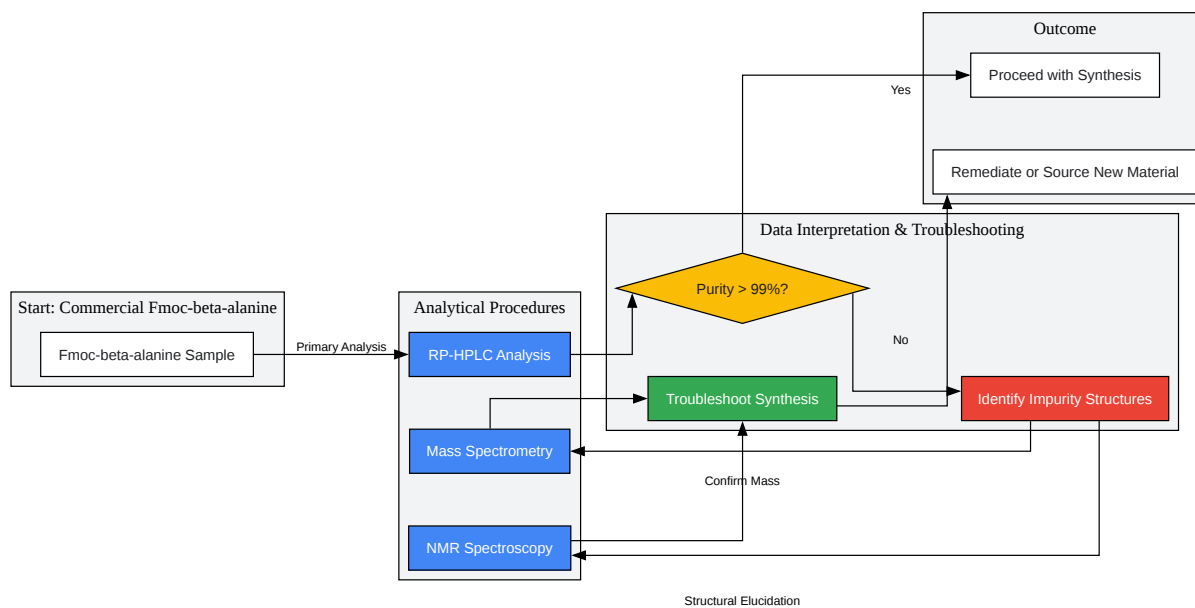 Outcome
Proceed with Synthesis
Yes
Remediate or Source New Material
Data Interpretation & Troubleshooting
Purity > 99%?
Start: Commercial Fmoc-beta-alanine
Analytical Procedures
Fmoc-beta-alanine Sample
Primary Analysis
RP-HPLC Analysis
No
Troubleshoot Synthesis
Identify Impurity Structures
Mass Spectrometry
Confirm Mass
NMR Spectroscopy
Structural Elucidation